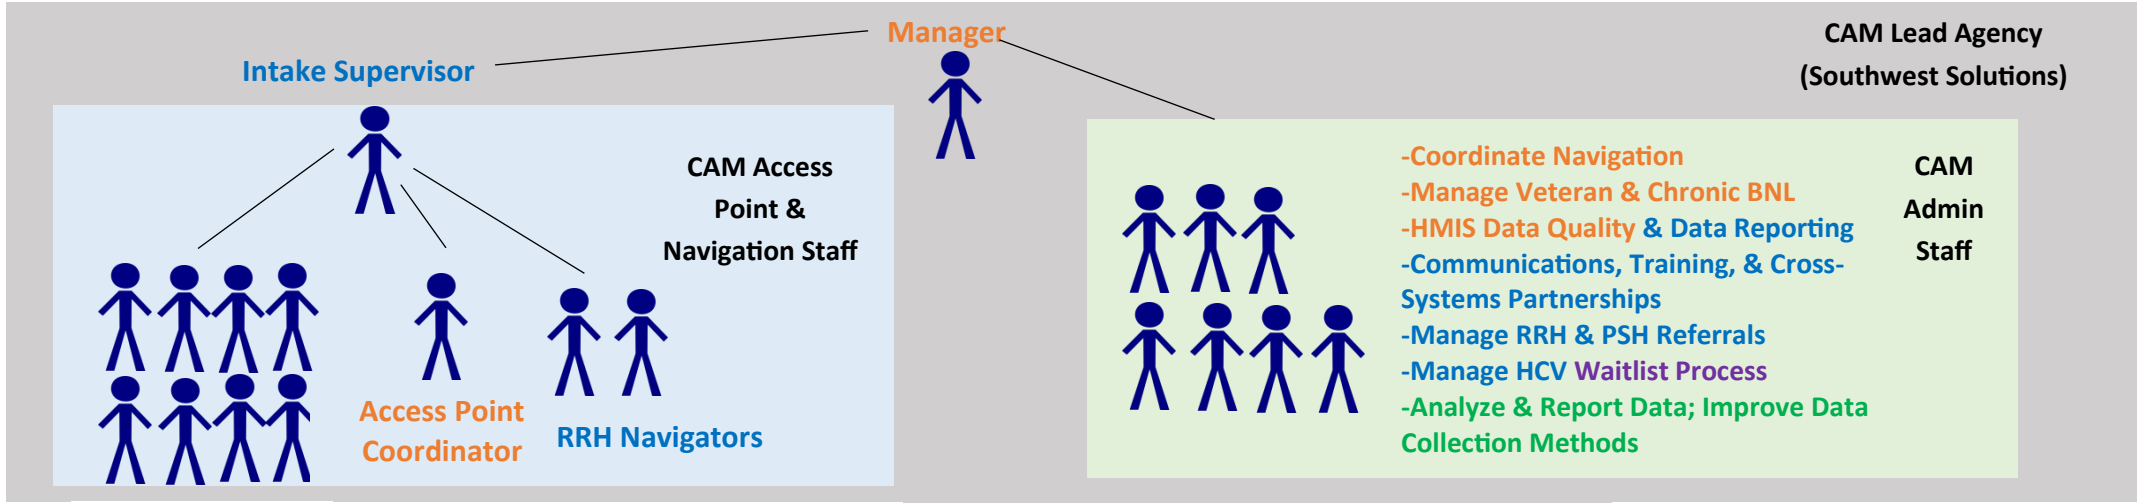 Manager
CAM Lead Agency
(Southwest Solutions)
Intake Supervisor
CAM Access
Point &
Navigation Staff
Access Point
Coordinator
RRH Navigators
-Coordinate Navigation
-Manage Veteran & Chronic BNL
-HMIS Data Quality & Data Reporting
-Communications, Training, & Cross-
Systems Partnerships
-Manage RRH & PSH Referrals
-Manage HCV Waitlist Process
-Analyze & Report Data; Improve Data
Collection Methods
CAM
Admin
Staff